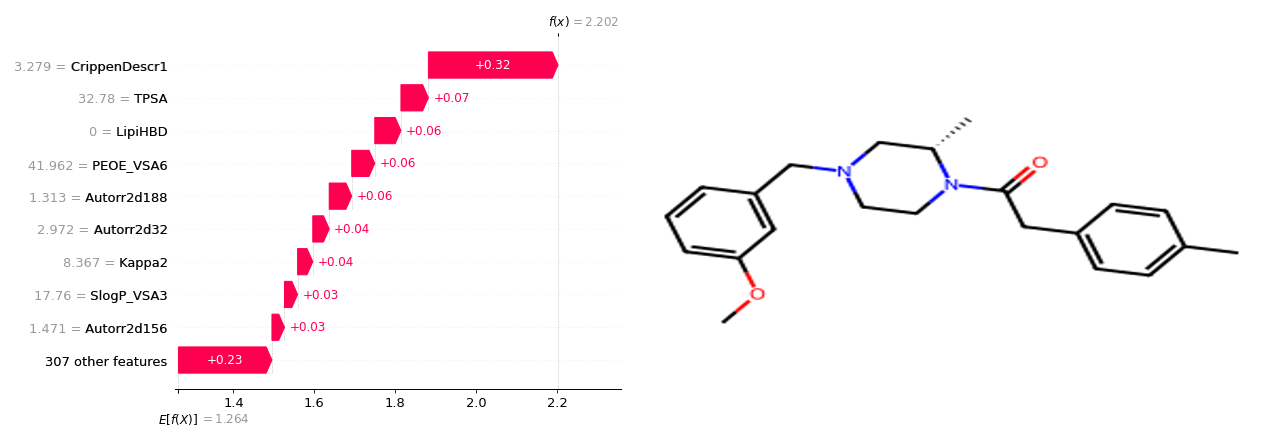 f(x) = 2.202
3.279 = CrippenDescr1 +0.32
32.78 = TPSA +0.07
0 = LipiHBD +0.06
41.962 = PEOE_VSA6 +0.06
1.313 = Autorr2d188 +0.06
2.972 = Autorr2d32 +0.04
8.367 = Kappa2 +0.04
17.76 = SlogP_VSA3 +0.03
1.471 = Autorr2d156 +0.03
307 other features +0.23
1.4 1.6 1.8 2.0 2.2
E[f(X)] = 1.264
N
N
O
O